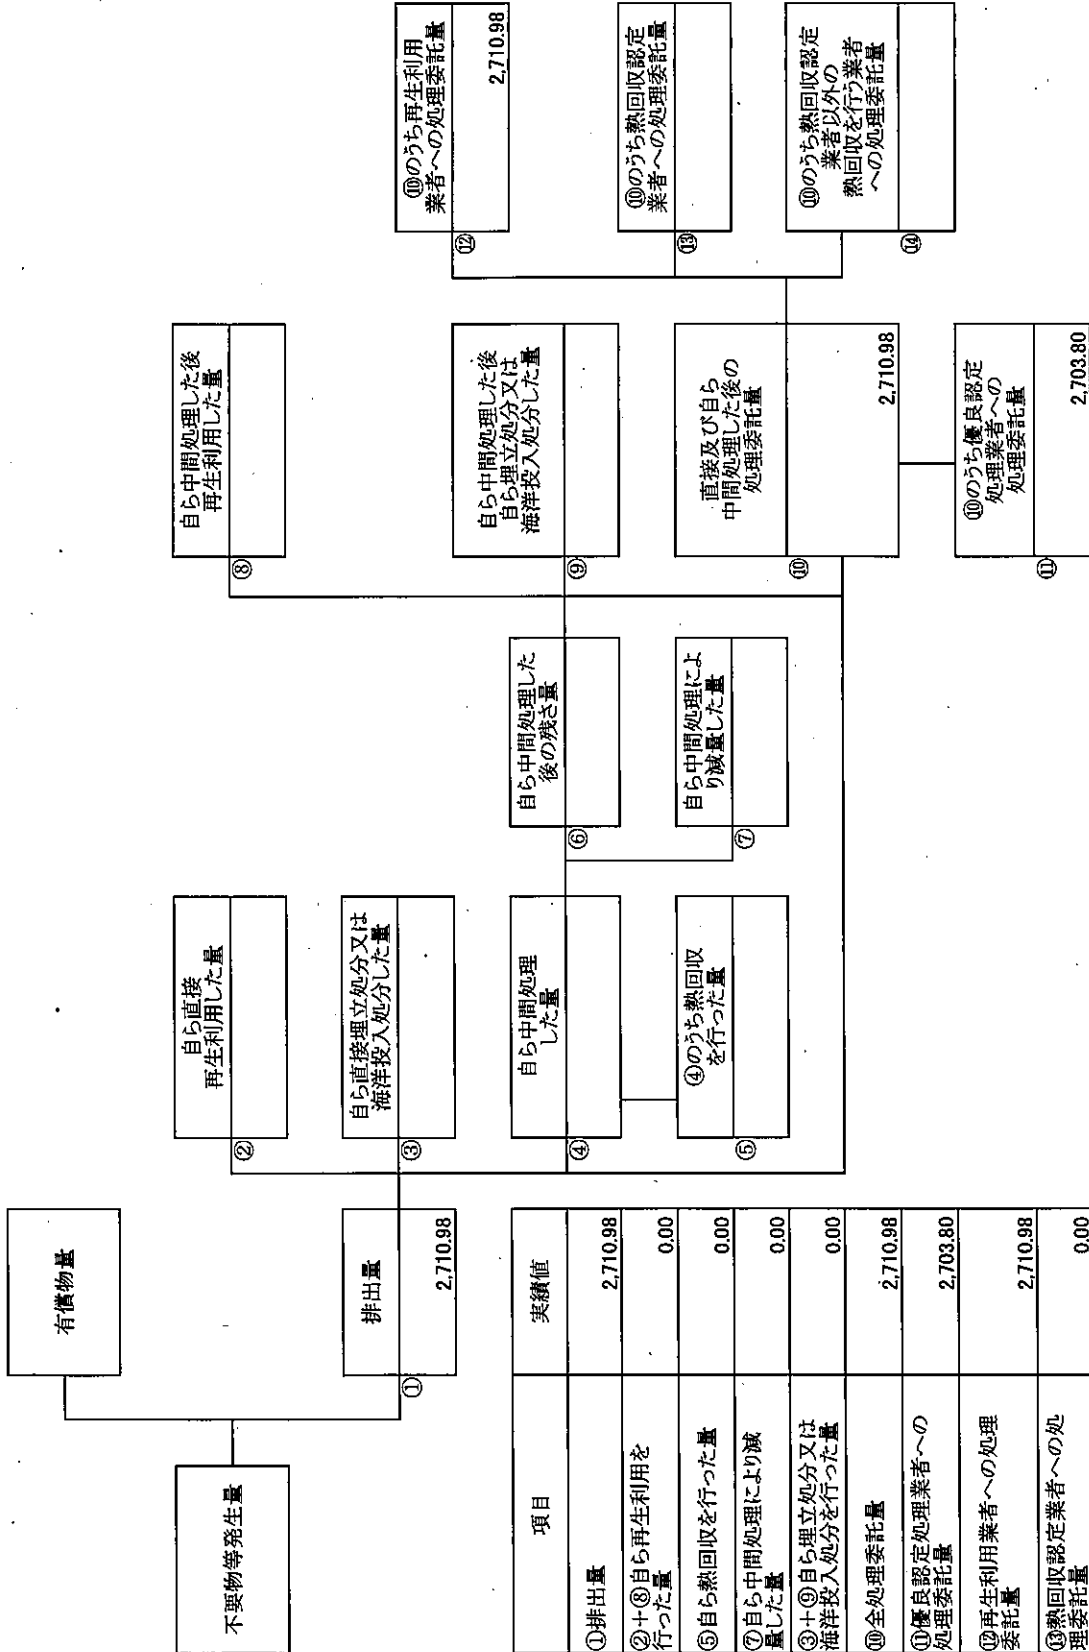 不要物等発生量
有償物量
排出量
①
2,710.98
自ら直接
再生利用した量
②
自ら直接埋立処分又は
海洋投入処分した量
③
自ら中間処理
した量
④
④のうち熱回収
を行った量
⑤
自ら中間処理した
後の残さ量
⑥
自ら中間処理によ
り減量した量
⑦
自ら中間処理した後
再生利用した量
⑧
自ら中間処理した後
自ら埋立処分又は
海洋投入処分した量
⑨
直接及び自ら
中間処理した後の
処理委託量
⑩
2,710.98
⑩のうち優良認定
処理業者への
処理委託量
⑪
2,703.80
⑩のうち再生利用
業者への処理委託量
⑫
2,710.98
⑩のうち熱回収認定
業者への処理委託量
⑬
⑩のうち熱回収認定
業者以外の
熱回収を行う業者
への処理委託量
⑭
項目 実績値
①排出量 2,710.98
②+⑧自ら再生利用を
行った量 0.00
⑤自ら熱回収を行った量 0.00
⑦自ら中間処理により減
量した量 0.00
③+⑨自ら埋立処分又は
海洋投入処分を行った量 0.00
⑩全処理委託量 2,710.98
⑪優良認定処理業者への
処理委託量 2,703.80
⑫再生利用業者への処理
委託量 2,710.98
⑬熱回収認定業者への処
理委託量 0.00